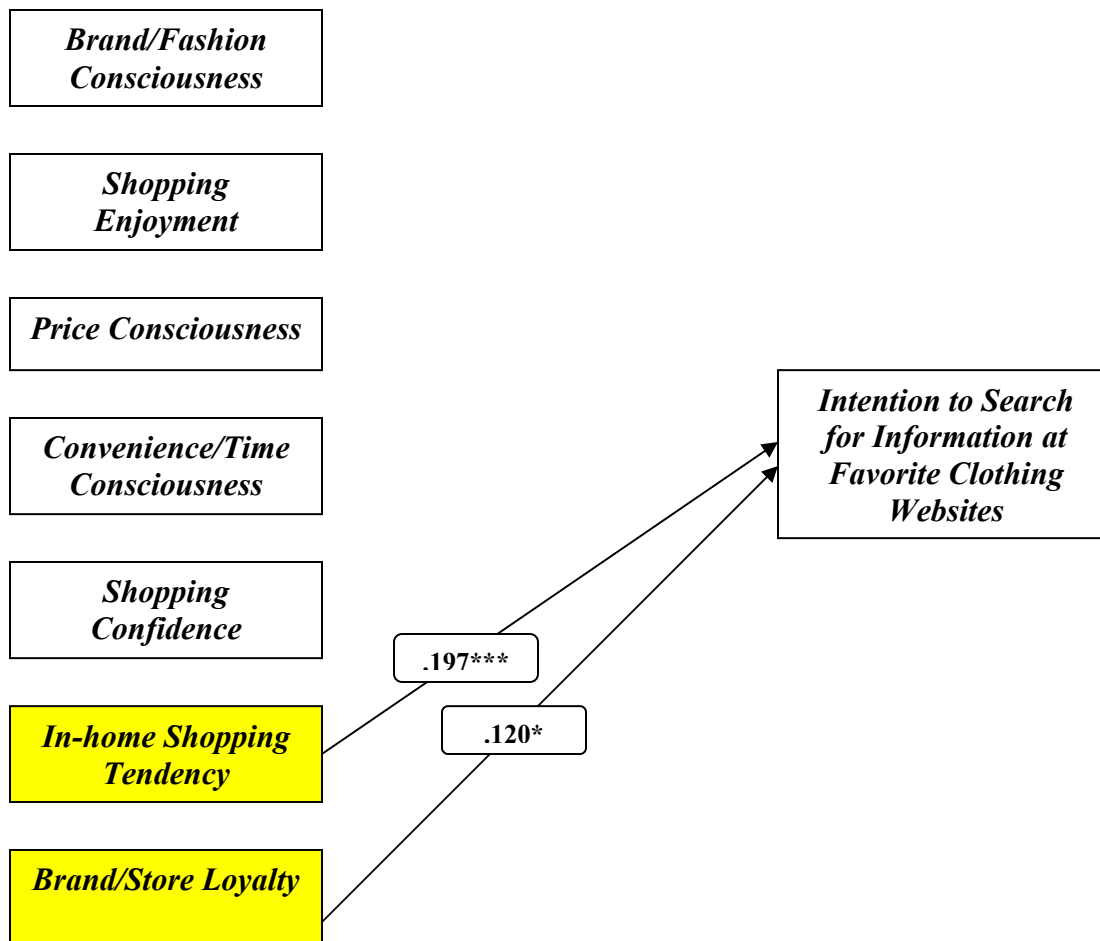 Brand/Fashion
Consciousness
Shopping
Enjoyment
Price Consciousness
Convenience/Time
Consciousness
Shopping
Confidence
In-home Shopping
Tendency
Brand/Store Loyalty
.197***
.120*
Intention to Search
for Information at
Favorite Clothing
Websites